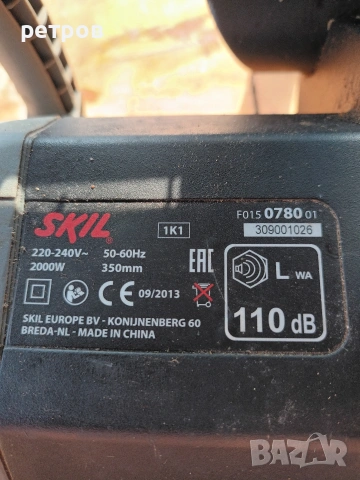 петров
SKIL®
1K1
F015 0780 01
309001026
220-240V~ 50-60Hz
2000W 350mm
EAC
L WA
CE 09/2013
110 dB
SKIL EUROPE BV - KONIJNENBERG 60
BREDA-NL - MADE IN CHINA
BAZAR